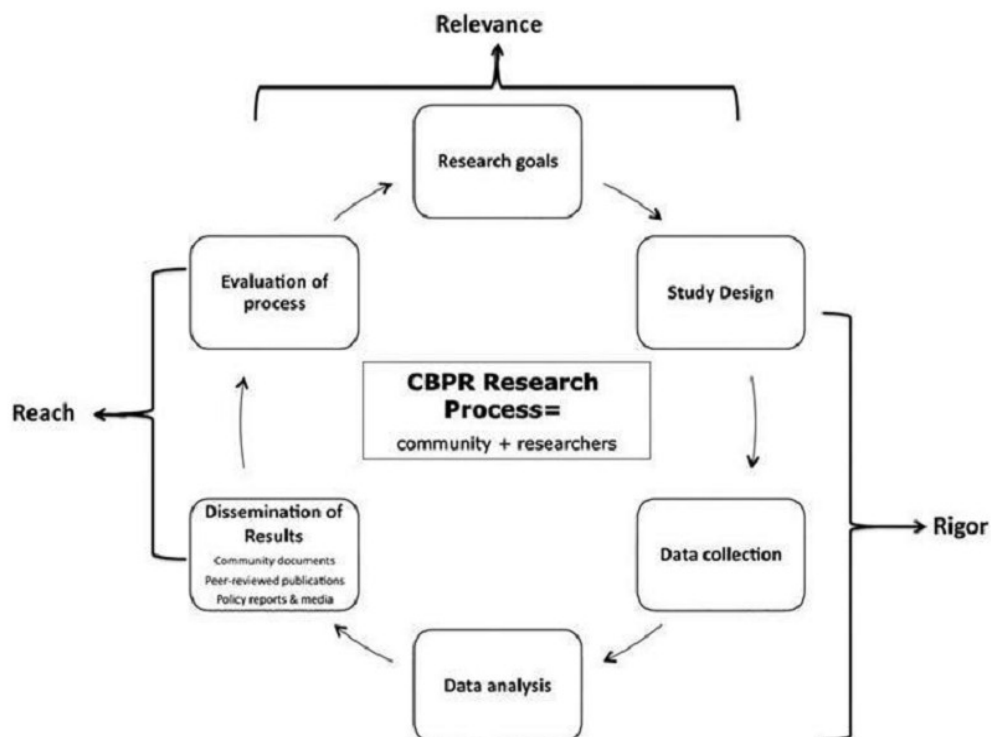 Relevance
Research goals
Evaluation of
process
Study Design
CBPR Research
Process=
community + researchers
Reach
Dissemination of
Results
Community documents
Peer-reviewed publications
Policy reports & media
Data collection
Rigor
Data analysis